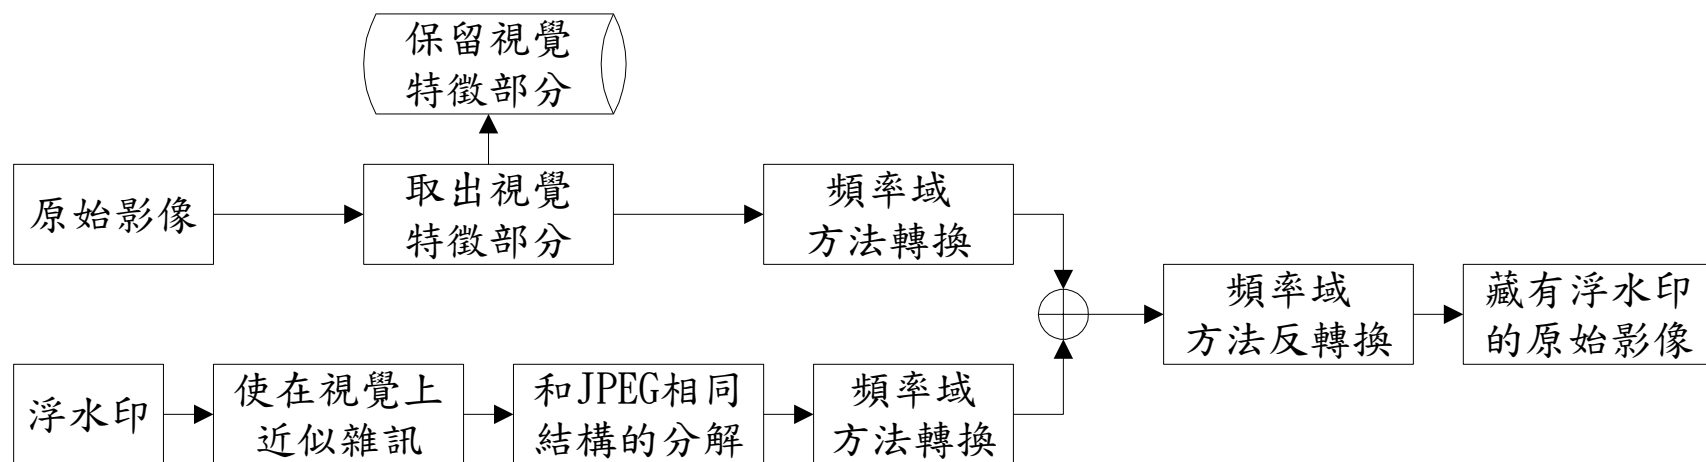 保留視覺
特徵部分
原始影像
取出視覺
特徵部分
頻率域
方法轉換
頻率域
方法反轉換
藏有浮水印
的原始影像
浮水印
使在視覺上
近似雜訊
和JPEG相同
結構的分解
頻率域
方法轉換